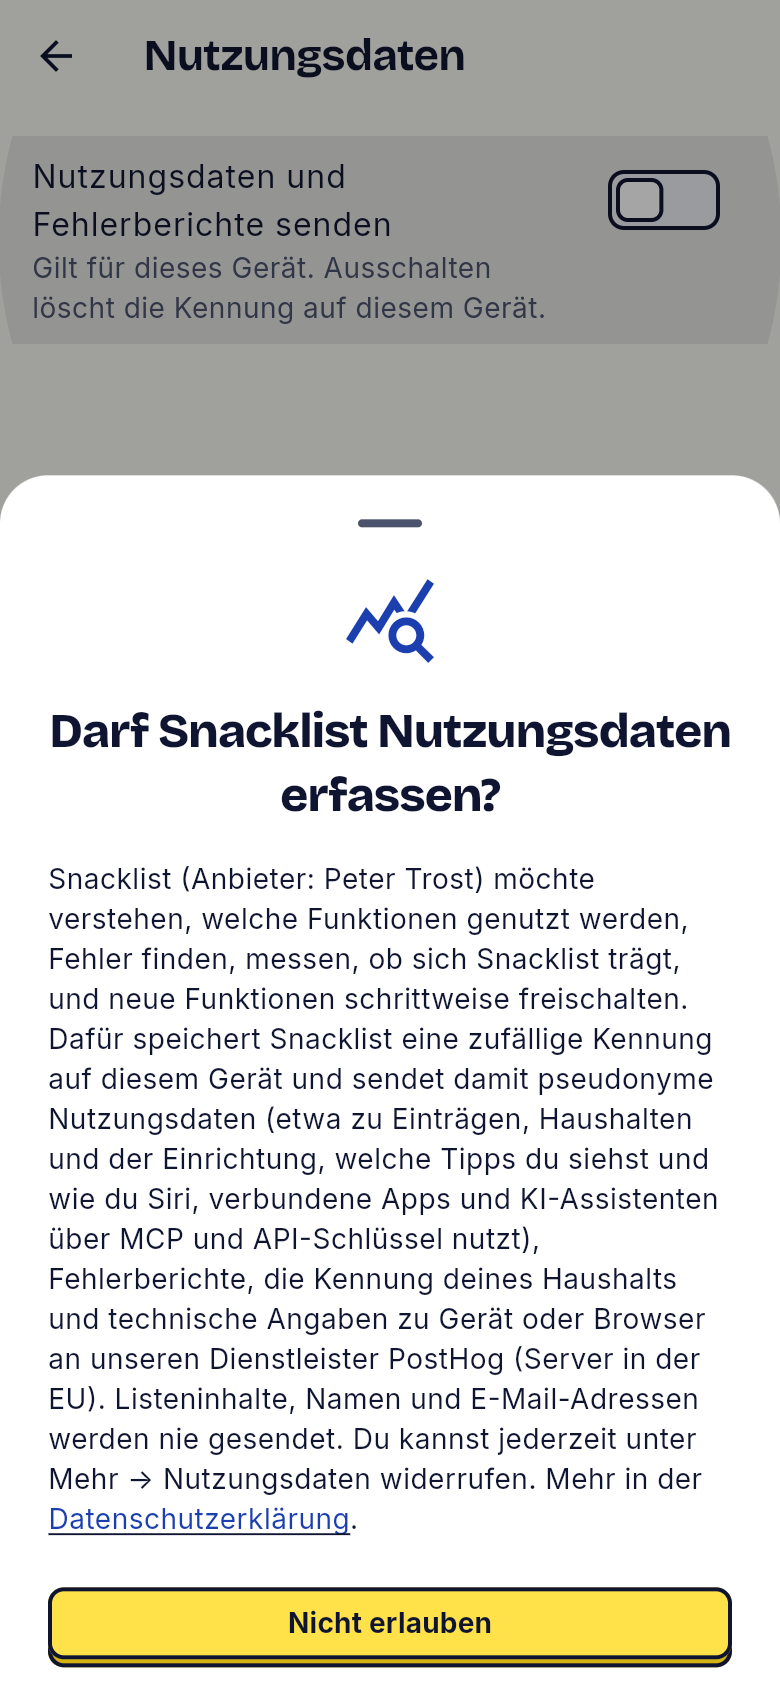 Nutzungsdaten
Nutzungsdaten und
Fehlerberichte senden
Gilt für dieses Gerät. Ausschalten
löscht die Kennung auf diesem Gerät.
Darf Snacklist Nutzungsdaten
erfassen?
Snacklist (Anbieter: Peter Trost) möchte
verstehen, welche Funktionen genutzt werden,
Fehler finden, messen, ob sich Snacklist trägt,
und neue Funktionen schrittweise freischalten.
Dafür speichert Snacklist eine zufällige Kennung
auf diesem Gerät und sendet damit pseudonyme
Nutzungsdaten (etwa zu Einträgen, Haushalten
und der Einrichtung, welche Tipps du siehst und
wie du Siri, verbundene Apps und KI-Assistenten
über MCP und API-Schlüssel nutzt),
Fehlerberichte, die Kennung deines Haushalts
und technische Angaben zu Gerät oder Browser
an unseren Dienstleister PostHog (Server in der
EU). Listeninhalte, Namen und E-Mail-Adressen
werden nie gesendet. Du kannst jederzeit unter
Mehr → Nutzungsdaten widerrufen. Mehr in der
Datenschutzerklärung.
Nicht erlauben